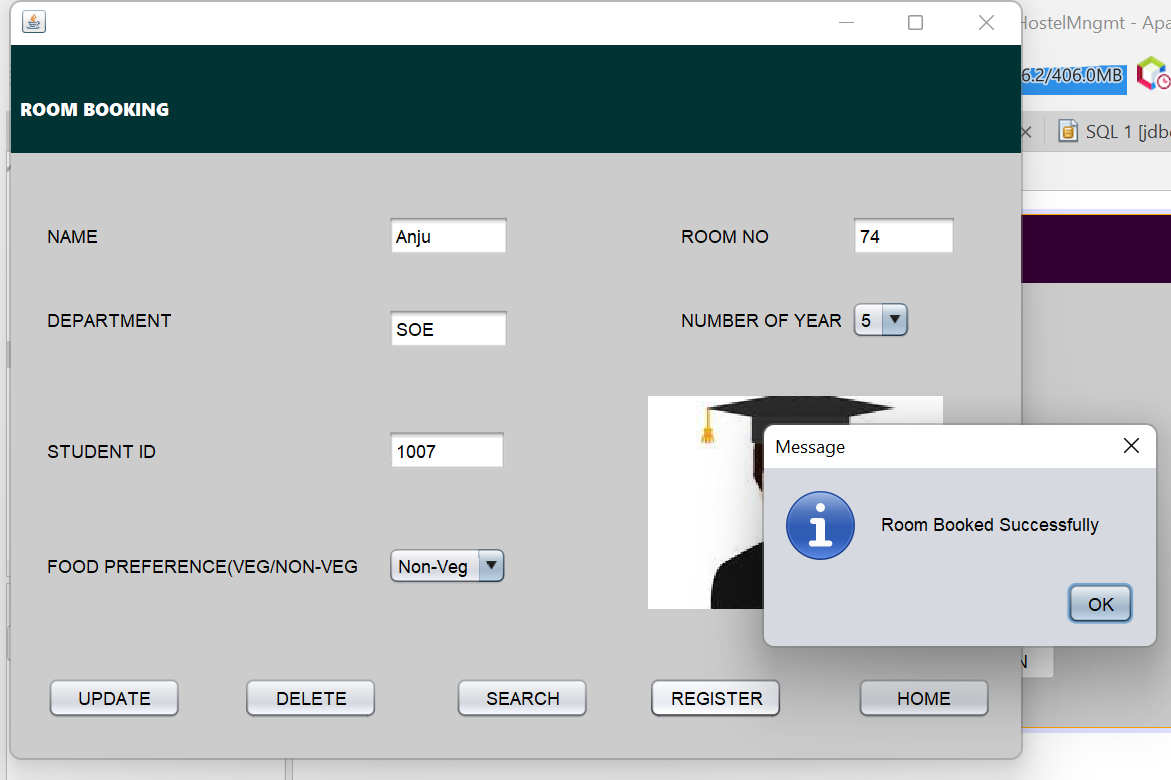 HostelMngmt - Apa
6.2/406.0MB
SQL 1 [jdb
ROOM BOOKING
NAME
Anju
ROOM NO
74
DEPARTMENT
SOE
NUMBER OF YEAR
5
STUDENT ID
1007
Message
Room Booked Successfully
OK
FOOD PREFERENCE(VEG/NON-VEG
Non-Veg
N
UPDATE
DELETE
SEARCH
REGISTER
HOME